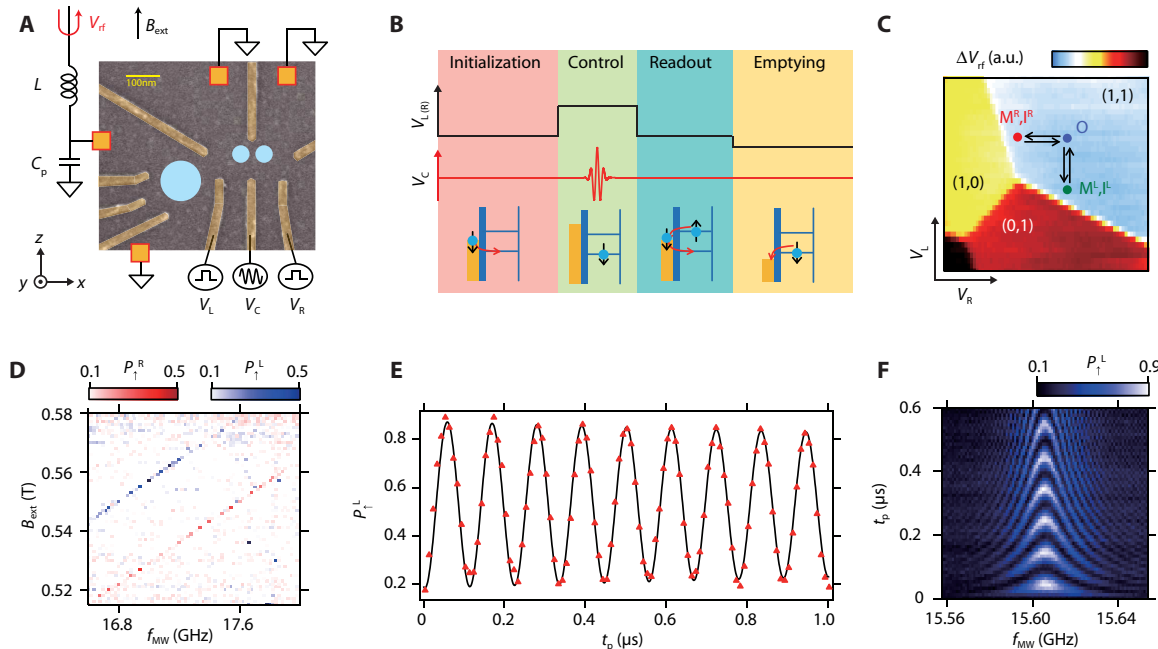 A
V_rf
B_ext
L
C_p
100nm
z
y
x
V_L
V_C
V_R
B
Initialization
Control
Readout
Emptying
V_L (R)
V_C
C
ΔV_rf (a.u.)
(1,1)
M^R,I^R
O
(1,0)
M^L,I^L
(0,1)
V_L
V_R
D
0.1 P_↑^R 0.5
0.1 P_↑^L 0.5
0.58
0.56
0.54
0.52
B_ext (T)
16.8
17.6
f_MW (GHz)
E
P_↑^L
0.8
0.6
0.4
0.2
0.0 0.2 0.4 0.6 0.8 1.0
t_p (μs)
F
0.1 P_↑^L 0.9
0.6
0.4
0.2
0
t_p (μs)
15.56 15.60 15.64
f_MW (GHz)